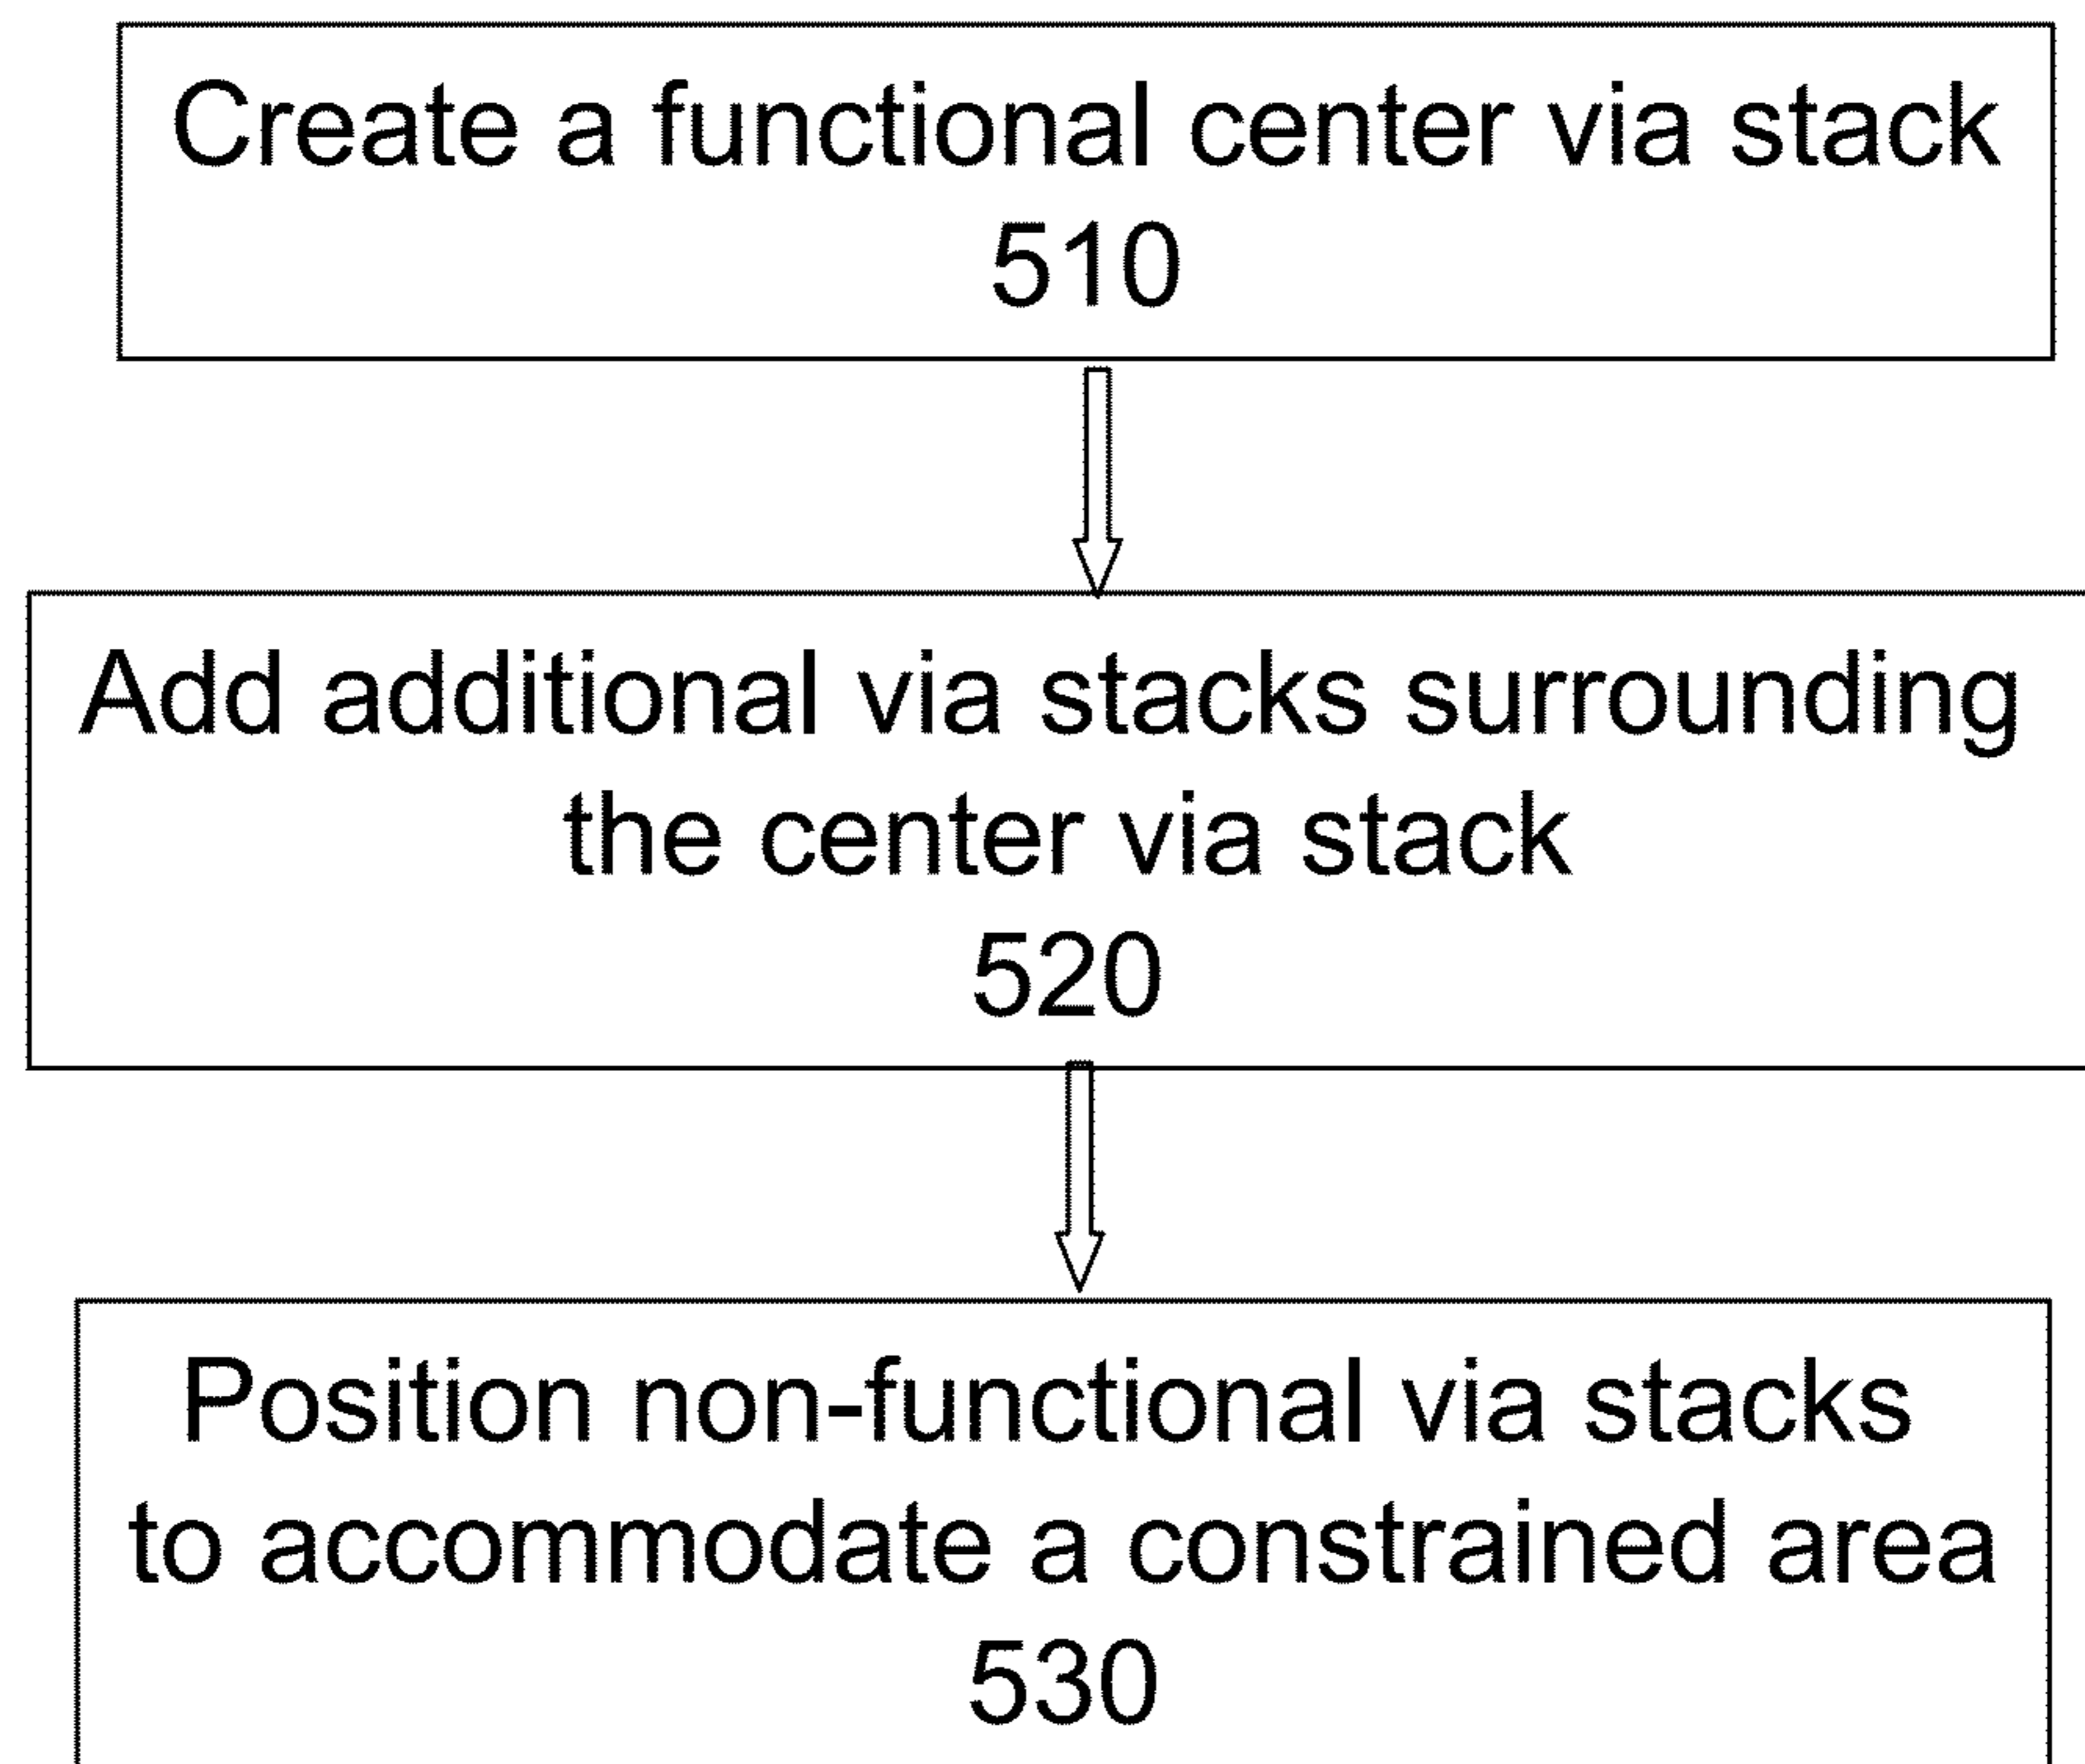 Create a functional center via stack
510
Add additional via stacks surrounding
the center via stack
520
Position non-functional via stacks
to accommodate a constrained area
530